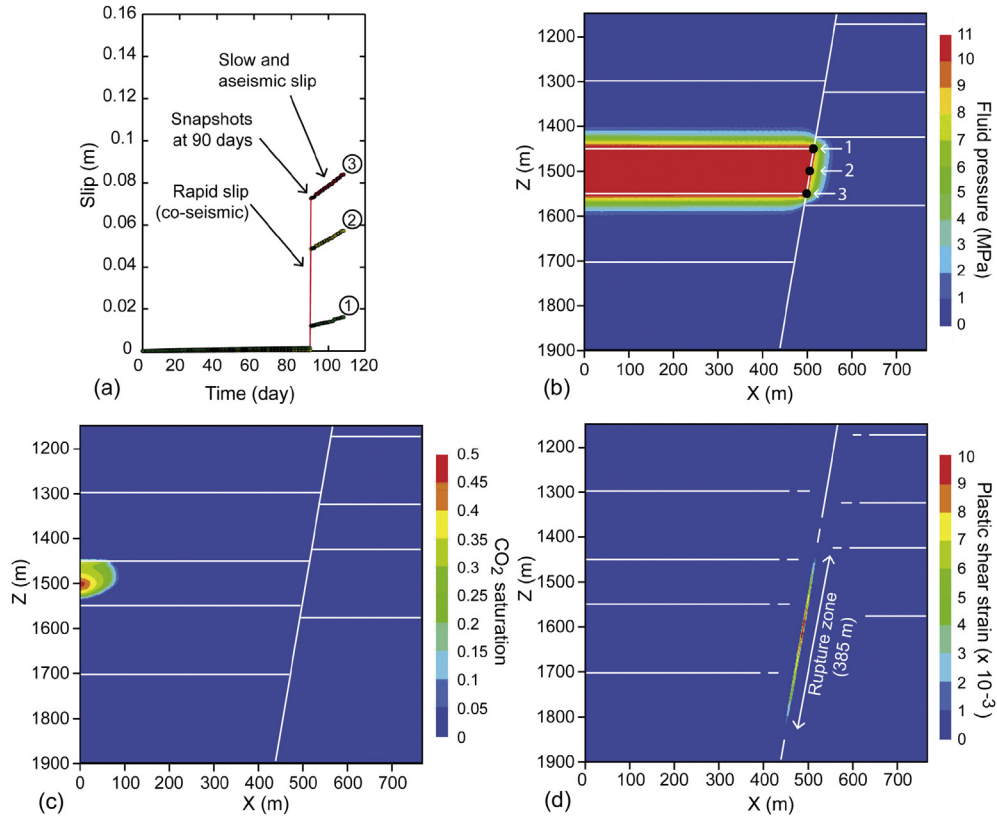 0.16
0.14
0.12
0.1
0.08
0.06
0.04
0.02
0
Slip (m)
Slow and
aseismic slip
Snapshots
at 90 days
Rapid slip
(co-seismic)
3
2
1
0 20 40 60 80 100 120
Time (day)
(a)
1200
1300
1400
1500
1600
1700
1800
1900
Z (m)
1
2
3
0 100 200 300 400 500 600 700
X (m)
(b)
11
10
9
8
7
6
5
4
3
2
1
0
Fluid pressure (MPa)
1200
1300
1400
1500
1600
1700
1800
1900
Z (m)
0 100 200 300 400 500 600 700
X (m)
(c)
0.5
0.45
0.4
0.35
0.3
0.25
0.2
0.15
0.1
0.05
0
CO2 saturation
1200
1300
1400
1500
1600
1700
1800
1900
Z (m)
Rupture zone
(385 m)
0 100 200 300 400 500 600 700
X (m)
(d)
10
9
8
7
6
5
4
3
2
1
0
Plastic shear strain (x 10-3)